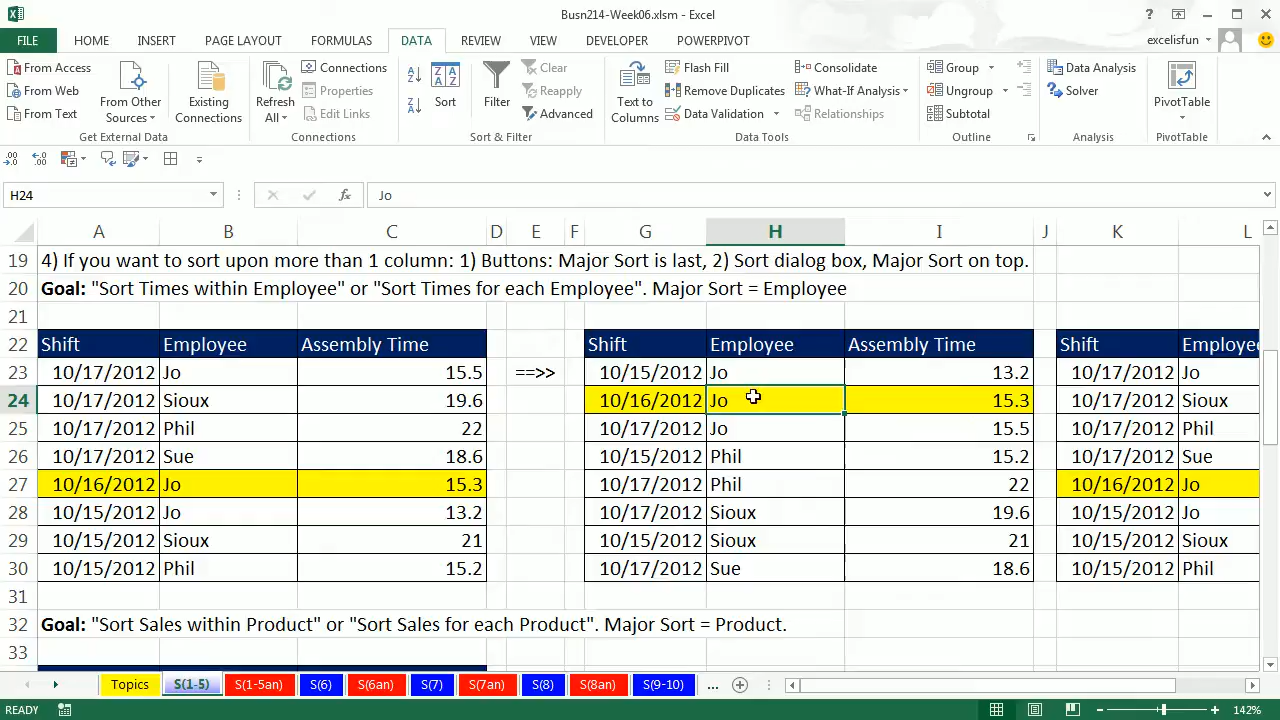 Busn214-Week06.xlsm - Excel
FILE HOME INSERT PAGE LAYOUT FORMULAS DATA REVIEW VIEW DEVELOPER POWERPIVOT excelisfun
From Access
From Web
From Text
From Other Sources
Get External Data
Existing Connections
Refresh All
Connections
Properties
Edit Links
Connections
Sort
Filter
Clear
Reapply
Advanced
Sort & Filter
Text to Columns
Flash Fill
Remove Duplicates
Data Validation
Consolidate
What-If Analysis
Relationships
Data Tools
Group
Ungroup
Subtotal
Outline
Data Analysis
Solver
Analysis
PivotTable
PivotTable
H24 fx Jo
A B C D E F G H I J K L
19 4) If you want to sort upon more than 1 column: 1) Buttons: Major Sort is last, 2) Sort dialog box, Major Sort on top.
20 Goal: "Sort Times within Employee" or "Sort Times for each Employee". Major Sort = Employee
21
22 Shift Employee Assembly Time Shift Employee Assembly Time Shift Employee
23 10/17/2012 Jo 15.5 ==>> 10/15/2012 Jo 13.2 10/17/2012 Jo
24 10/17/2012 Sioux 19.6 10/16/2012 Jo 15.3 10/17/2012 Sioux
25 10/17/2012 Phil 22 10/17/2012 Jo 15.5 10/17/2012 Phil
26 10/17/2012 Sue 18.6 10/15/2012 Phil 15.2 10/17/2012 Sue
27 10/16/2012 Jo 15.3 10/17/2012 Phil 22 10/16/2012 Jo
28 10/15/2012 Jo 13.2 10/17/2012 Sioux 19.6 10/15/2012 Jo
29 10/15/2012 Sioux 21 10/15/2012 Sioux 21 10/15/2012 Sioux
30 10/15/2012 Phil 15.2 10/17/2012 Sue 18.6 10/15/2012 Phil
31
32 Goal: "Sort Sales within Product" or "Sort Sales for each Product". Major Sort = Product.
33
Topics S(1-5) S(1-5an) S(6) S(6an) S(7) S(7an) S(8) S(8an) S(9-10) ...
READY 142%